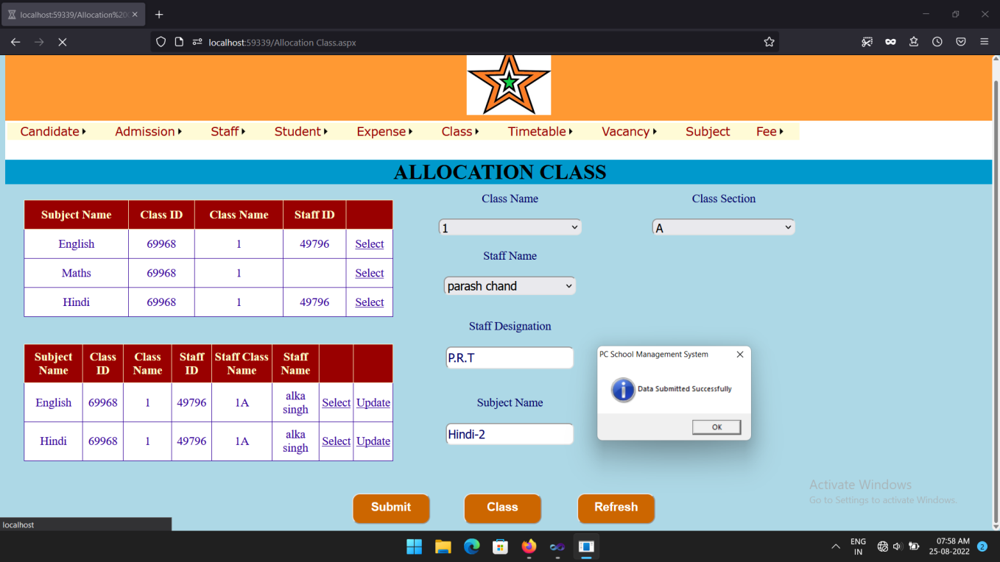 localhost:59339/Allocation%20C
localhost:59339/Allocation Class.aspx
Candidate Admission Staff Student Expense Class Timetable Vacancy Subject Fee
ALLOCATION CLASS
Subject Name Class ID Class Name Staff ID
English 69968 1 49796 Select
Maths 69968 1 Select
Hindi 69968 1 49796 Select
Subject Name Class ID Class Name Staff ID Staff Class Name Staff Name
English 69968 1 49796 1A alka singh Select Update
Hindi 69968 1 49796 1A alka singh Select Update
Class Name Class Section
1 A
Staff Name
parash chand
Staff Designation
P.R.T
Subject Name
Hindi-2
PC School Management System
Data Submitted Successfully
OK
Submit Class Refresh
Activate Windows
Go to Settings to activate Windows.
localhost
ENG
IN
07:58 AM
25-08-2022
2